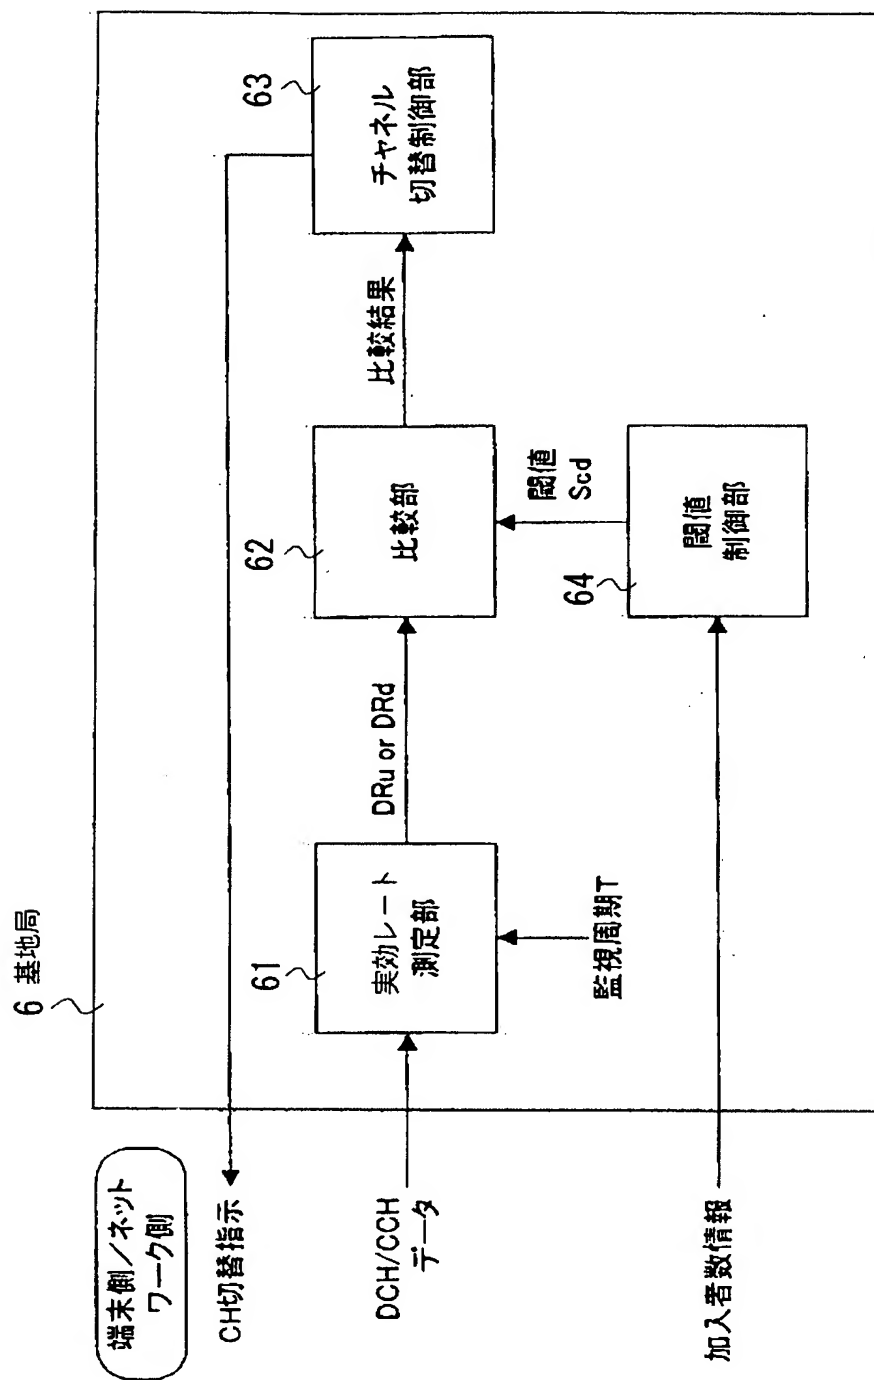 6 基地局
端末側／ネット
ワーク側
CH切替指示
DCH/CCH
データ
加入者数情報
61
実効レート
測定部
監視周期T
DRu or DRd
62
比較部
閾値
Scd
64
閾値
制御部
比較結果
63
チャネル
切替制御部